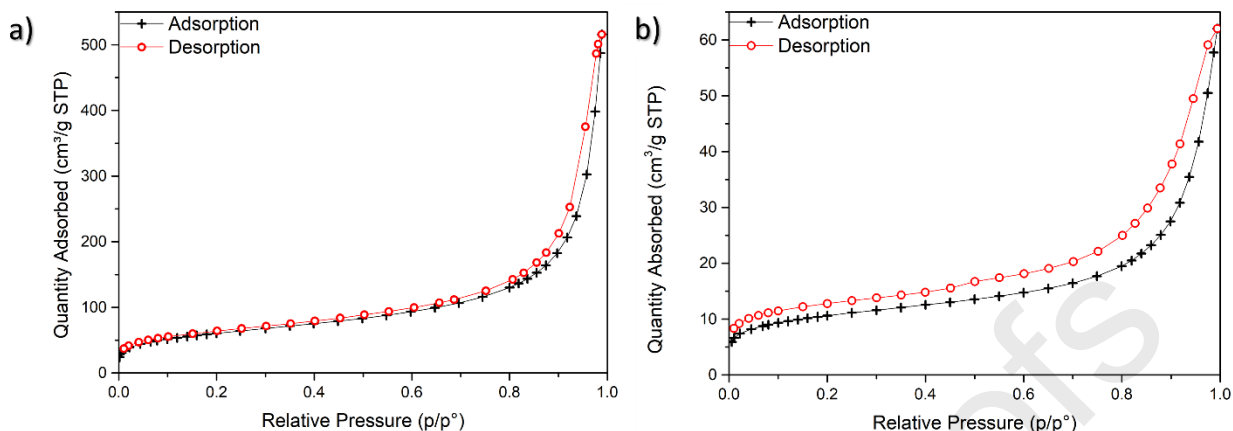 a)
Adsorption
Desorption
Quantity Adsorbed (cm³/g STP)
500
400
300
200
100
0
0.0 0.2 0.4 0.6 0.8 1.0
Relative Pressure (p/p°)
b)
Adsorption
Desorption
Quantity Absorbed (cm³/g STP)
60
50
40
30
20
10
0
0.0 0.2 0.4 0.6 0.8 1.0
Relative Pressure (p/p°)
ofs